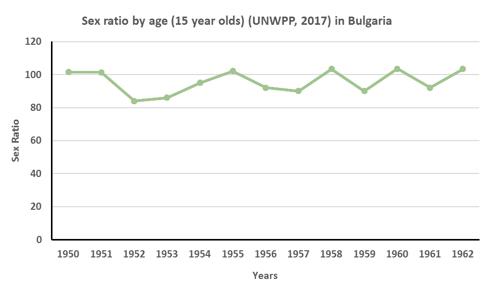 Sex ratio by age (15 year olds) (UNWPP, 2017) in Bulgaria
120
100
80
60
40
20
0
Sex Ratio
1950 1951 1952 1953 1954 1955 1956 1957 1958 1959 1960 1961 1962
Years